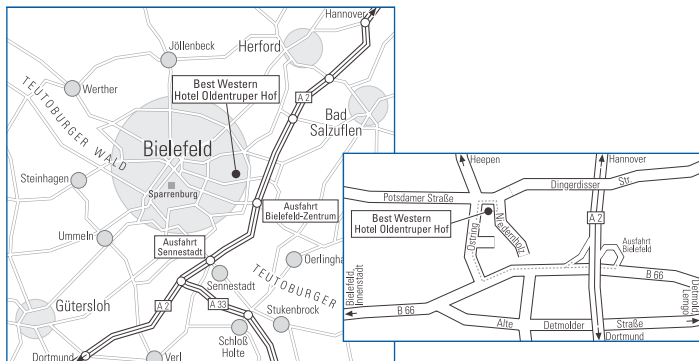 Hannover
Herford
Jöllenbeck
Werther
TEUTOBURGER WALD
Best Western
Hotel Oldentruper Hof
A 2
Bad
Salzuflen
Bielefeld
Steinhagen
Sparrenburg
Ausfahrt
Bielefeld-Zentrum
Ummeln
Ausfahrt
Sennestadt
Oerlingha
Sennestadt
TEUTOBURGER
Gütersloh
A 2
A 33
Stukenbrock
Schloß
Holte
Dortmund
Verl
Heepen
Hannover
Potsdamer Straße
Dingerdisser Str.
A 2
Best Western
Hotel Oldentruper Hof
Ostring
Niedernholz
Ausfahrt
Bielefeld
B 66
Bielefeld,
Innenstadt
B 66
Detmold
Lemgo
Alte Detmolder Straße
Dortmund